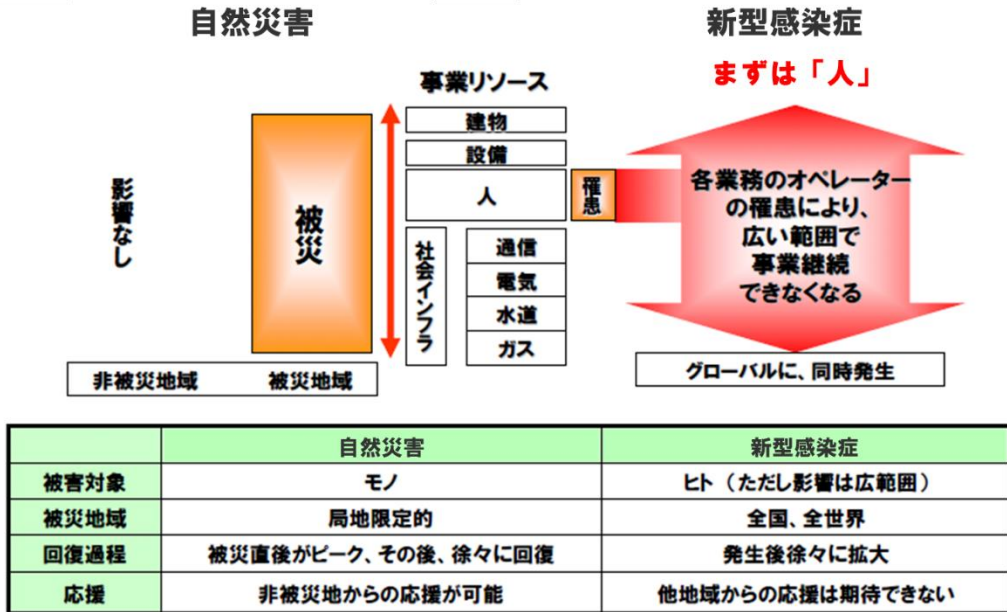 自然災害
新型感染症
まずは「人」
事業リソース
建物
設備
人
罹患
影響なし
被災
社会インフラ
通信
電気
水道
ガス
各業務のオペレーター
の罹患により、
広い範囲で
事業継続
できなくなる
非被災地域 被災地域
グローバルに、同時発生
自然災害 新型感染症
被害対象 モノ ヒト（ただし影響は広範囲）
被災地域 局地限定的 全国、全世界
回復過程 被災直後がピーク、その後、徐々に回復 発生後徐々に拡大
応援 非被災地からの応援が可能 他地域からの応援は期待できない